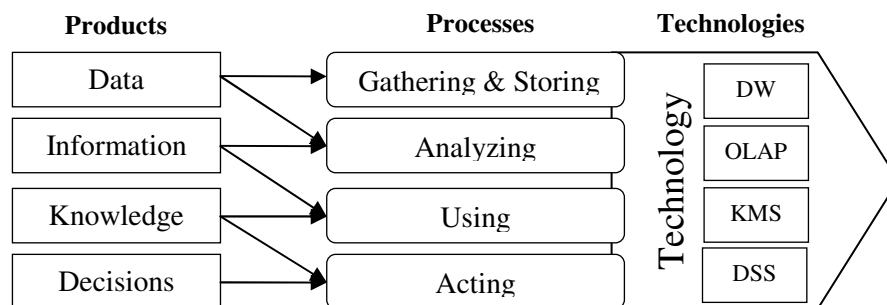 Products
Processes
Technologies
Data
Gathering & Storing
DW
Information
Analyzing
OLAP
Technology
Knowledge
Using
KMS
Decisions
Acting
DSS